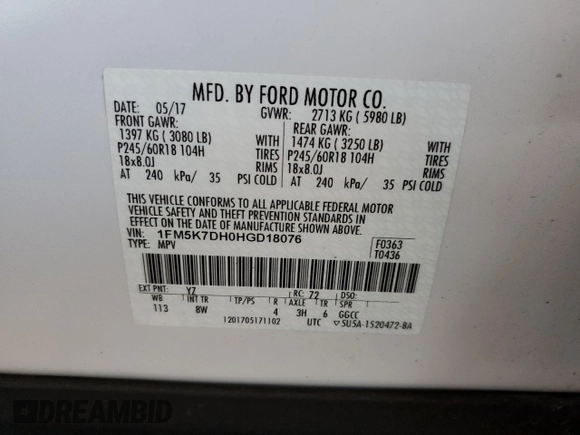 MFD. BY FORD MOTOR CO.
DATE: 05/17 GVWR: 2713 KG ( 5980 LB)
FRONT GAWR: REAR GAWR:
1397 KG ( 3080 LB) WITH 1474 KG ( 3250 LB) WITH
P245/60R18 104H TIRES P245/60R18 104H TIRES
18x8.0J RIMS 18x8.0J RIMS
AT 240 kPa/ 35 PSI COLD AT 240 kPa/ 35 PSI COLD
THIS VEHICLE CONFORMS TO ALL APPLICABLE FEDERAL MOTOR
VEHICLE SAFETY AND THEFT PREVENTION STANDARDS IN
EFFECT ON THE DATE OF MANUFACTURE SHOWN ABOVE.
VIN: 1FM5K7DH0HGD18076 F0363
TYPE: MPV T0436
EXT PNT: YZ RC: 72 DSO:
WB INT TR TP/PS R AXLE TR SPR
113 8W 4 3H 6 GGCC
1201705171102 UTC ▽5U5A-1520472-BA
DREAMBID